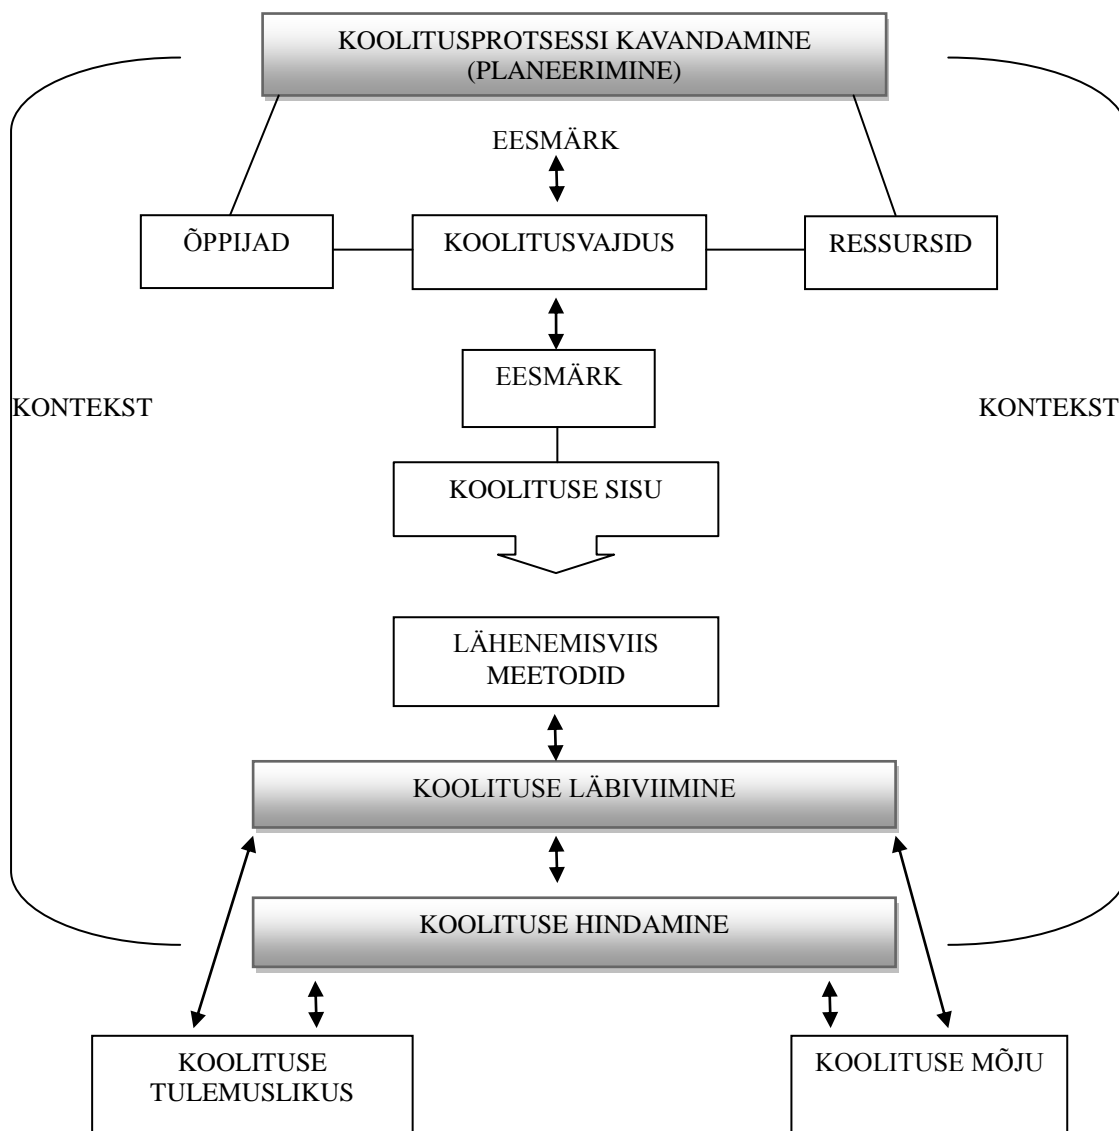 KOOLITUSPROTSESSI KAVANDAMINE
(PLANEERIMINE)
EESMÄRK
ÕPPIJAD
KOOLITUSVAJDUS
RESSURSID
EESMÄRK
KONTEKST
KONTEKST
KOOLITUSE SISU
LÄHENEMISVIIS
MEETODID
KOOLITUSE LÄBIVIIMINE
KOOLITUSE HINDAMINE
KOOLITUSE
TULEMUSLIKUS
KOOLITUSE MÕJU